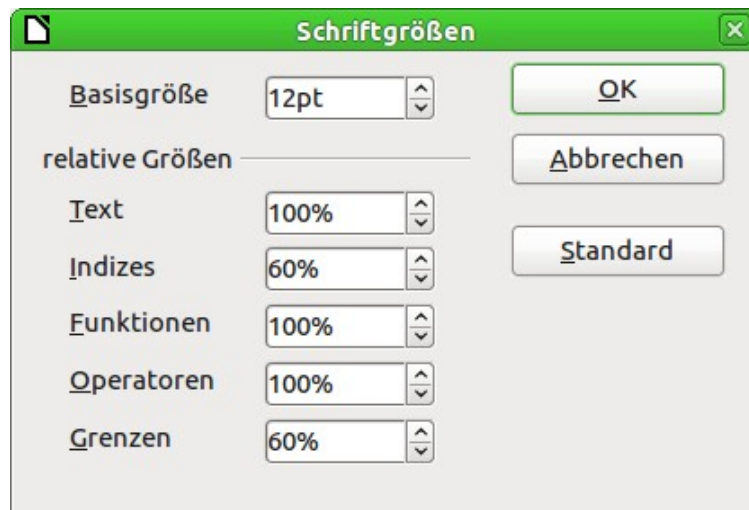 Schriftgrößen
Basisgröße 12pt OK
relative Größen Abbrechen
Text 100%
Indizes 60% Standard
Funktionen 100%
Operatoren 100%
Grenzen 60%